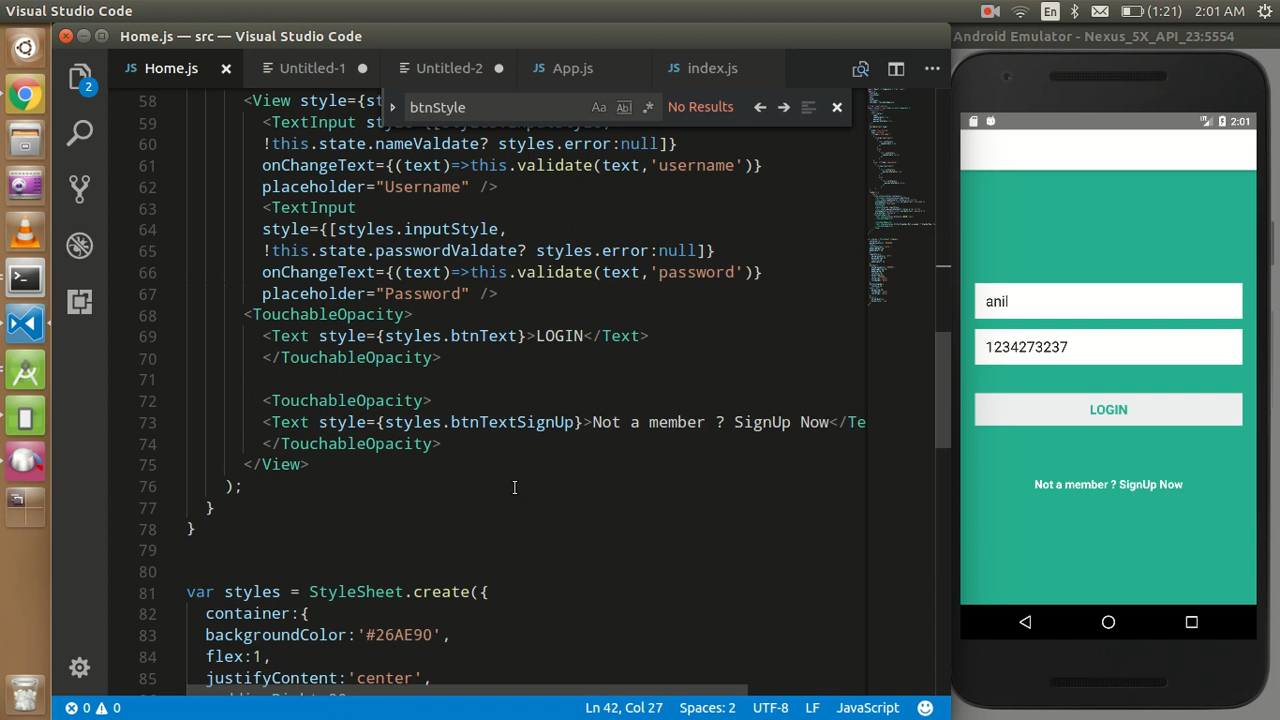 Visual Studio Code
En
(1:21) 2:01 AM
Home.js — src — Visual Studio Code
Android Emulator - Nexus_5X_API_23:5554
JS Home.js
Untitled-1
Untitled-2
JS App.js
JS index.js
2
btnStyle
Aa
Abl
.*
No Results
58 <View style={st
59 <TextInput
60 !this.state.nameValdate? styles.error:null]}
61 onChangeText={(text)=>this.validate(text,'username')}
62 placeholder="Username" />
63 <TextInput
64 style={[styles.inputStyle,
65 !this.state.passwordValdate? styles.error:null]}
66 onChangeText={(text)=>this.validate(text,'password')}
67 placeholder="Password" />
68 <TouchableOpacity>
69 <Text style={styles.btnText}>LOGIN</Text>
70 </TouchableOpacity>
71
72 <TouchableOpacity>
73 <Text style={styles.btnTextSignUp}>Not a member ? SignUp Now</Te
74 </TouchableOpacity>
75 </View>
76 );
77 }
78 }
79
80
81 var styles = StyleSheet.create({
82 container:{
83 backgroundColor:'#26AE90',
84 flex:1,
85 justifyContent:'center',
0 0
Ln 42, Col 27
Spaces: 2
UTF-8
LF
JavaScript
2:01
anil
1234273237
LOGIN
Not a member ? SignUp Now